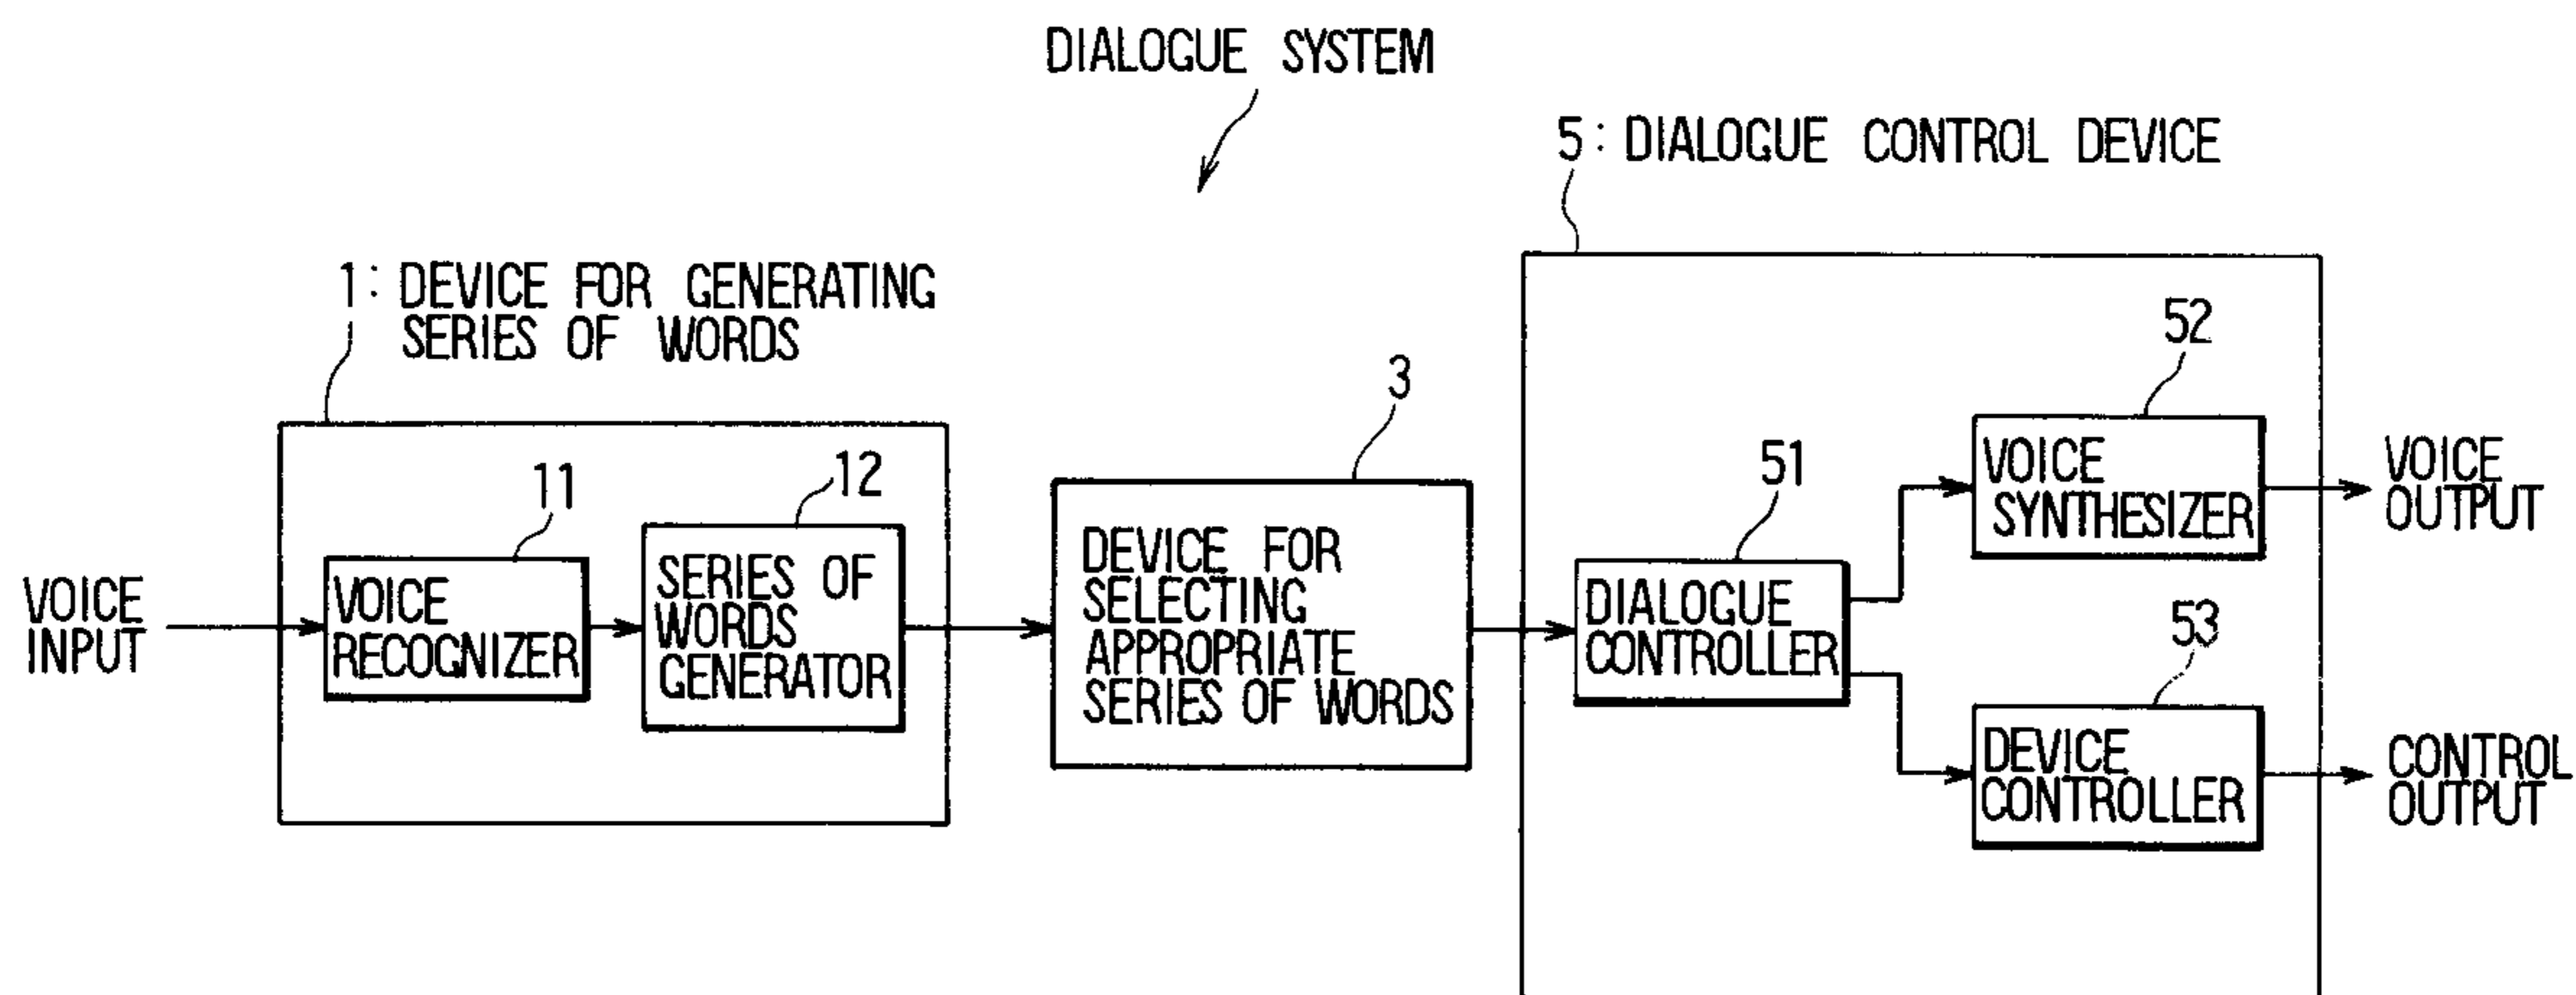 DIALOGUE SYSTEM
5: DIALOGUE CONTROL DEVICE
1: DEVICE FOR GENERATING
SERIES OF WORDS
3
52
11
12
51
53
VOICE
INPUT
VOICE
RECOGNIZER
SERIES OF
WORDS
GENERATOR
DEVICE FOR
SELECTING
APPROPRIATE
SERIES OF WORDS
DIALOGUE
CONTROLLER
VOICE
SYNTHESIZER
VOICE
OUTPUT
DEVICE
CONTROLLER
CONTROL
OUTPUT